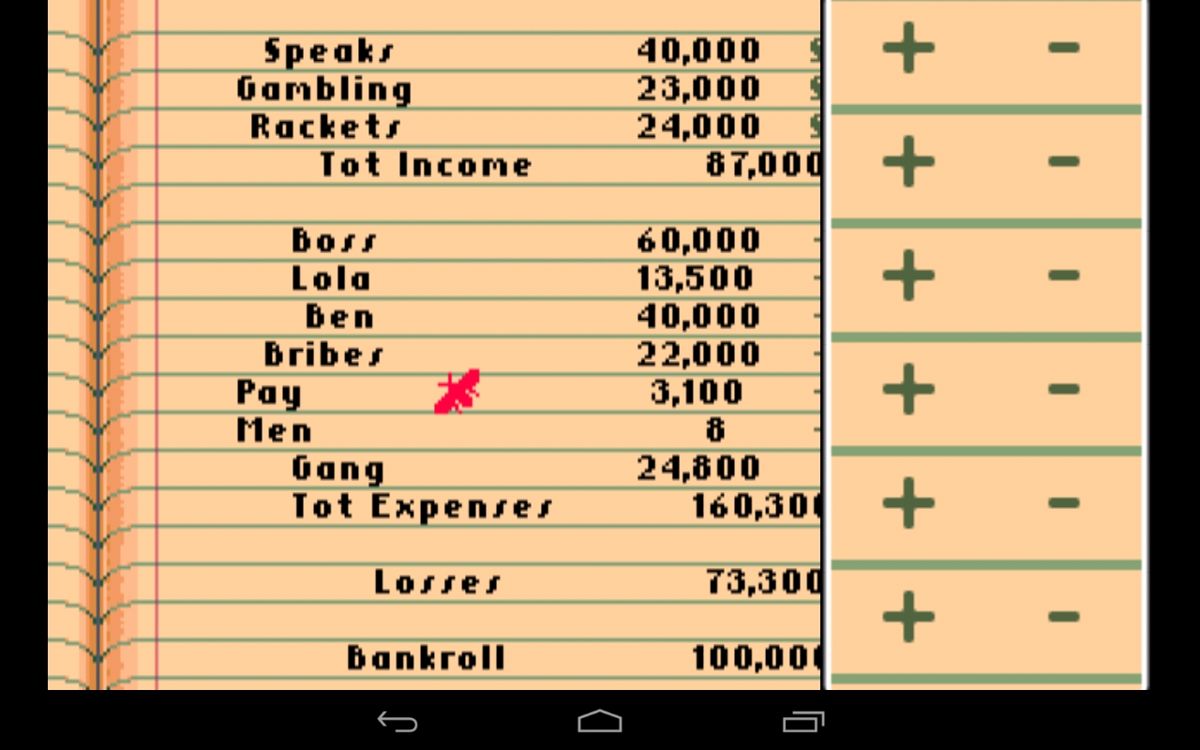 Speaks 40,000 $
Gambling 23,000 $
Rackets 24,000 $
Tot Income 87,000
Boss 60,000 -
Lola 13,500 -
Ben 40,000 -
Bribes 22,000 -
Pay 3,100 -
Men 8 -
Gang 24,800
Tot Expenses 160,300
Losses 73,300
Bankroll 100,000
+ -
+ -
+ -
+ -
+ -
+ -